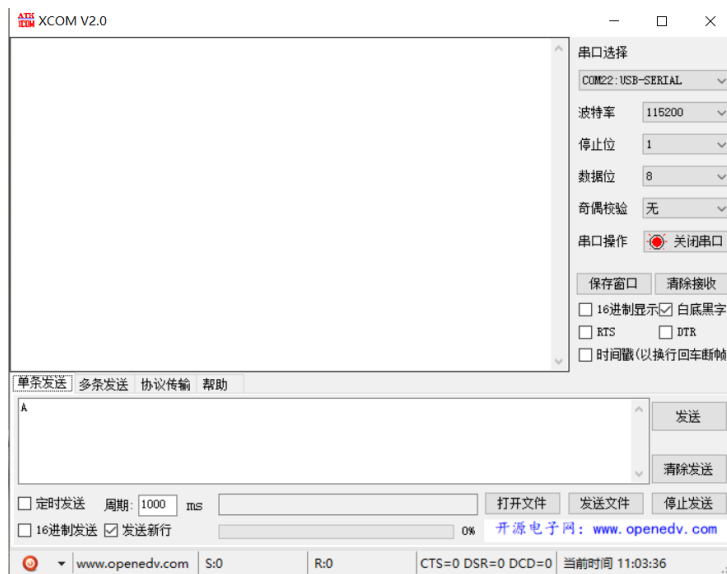 ATK XCOM XCOM V2.0
串口选择
COM22:USB-SERIAL
波特率 115200
停止位 1
数据位 8
奇偶校验 无
串口操作 关闭串口
保存窗口 清除接收
16进制显示 白底黑字
RTS DTR
时间戳(以换行回车断帧
单条发送 多条发送 协议传输 帮助
A
发送
清除发送
定时发送 周期: 1000 ms 打开文件 发送文件 停止发送
16进制发送 发送新行 0% 开源电子网: www.openedv.com
www.openedv.com S:0 R:0 CTS=0 DSR=0 DCD=0 当前时间 11:03:36